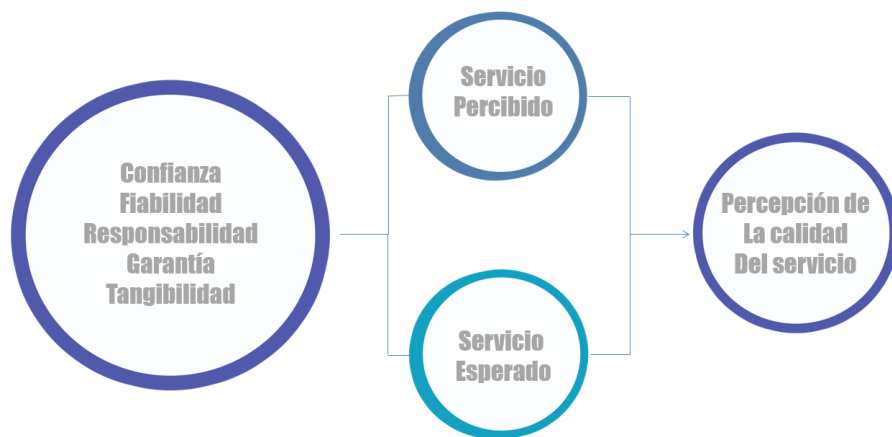 Confianza
Fiabilidad
Responsabilidad
Garantía
Tangibilidad
Servicio
Percibido
Servicio
Esperado
Percepción de
La calidad
Del servicio